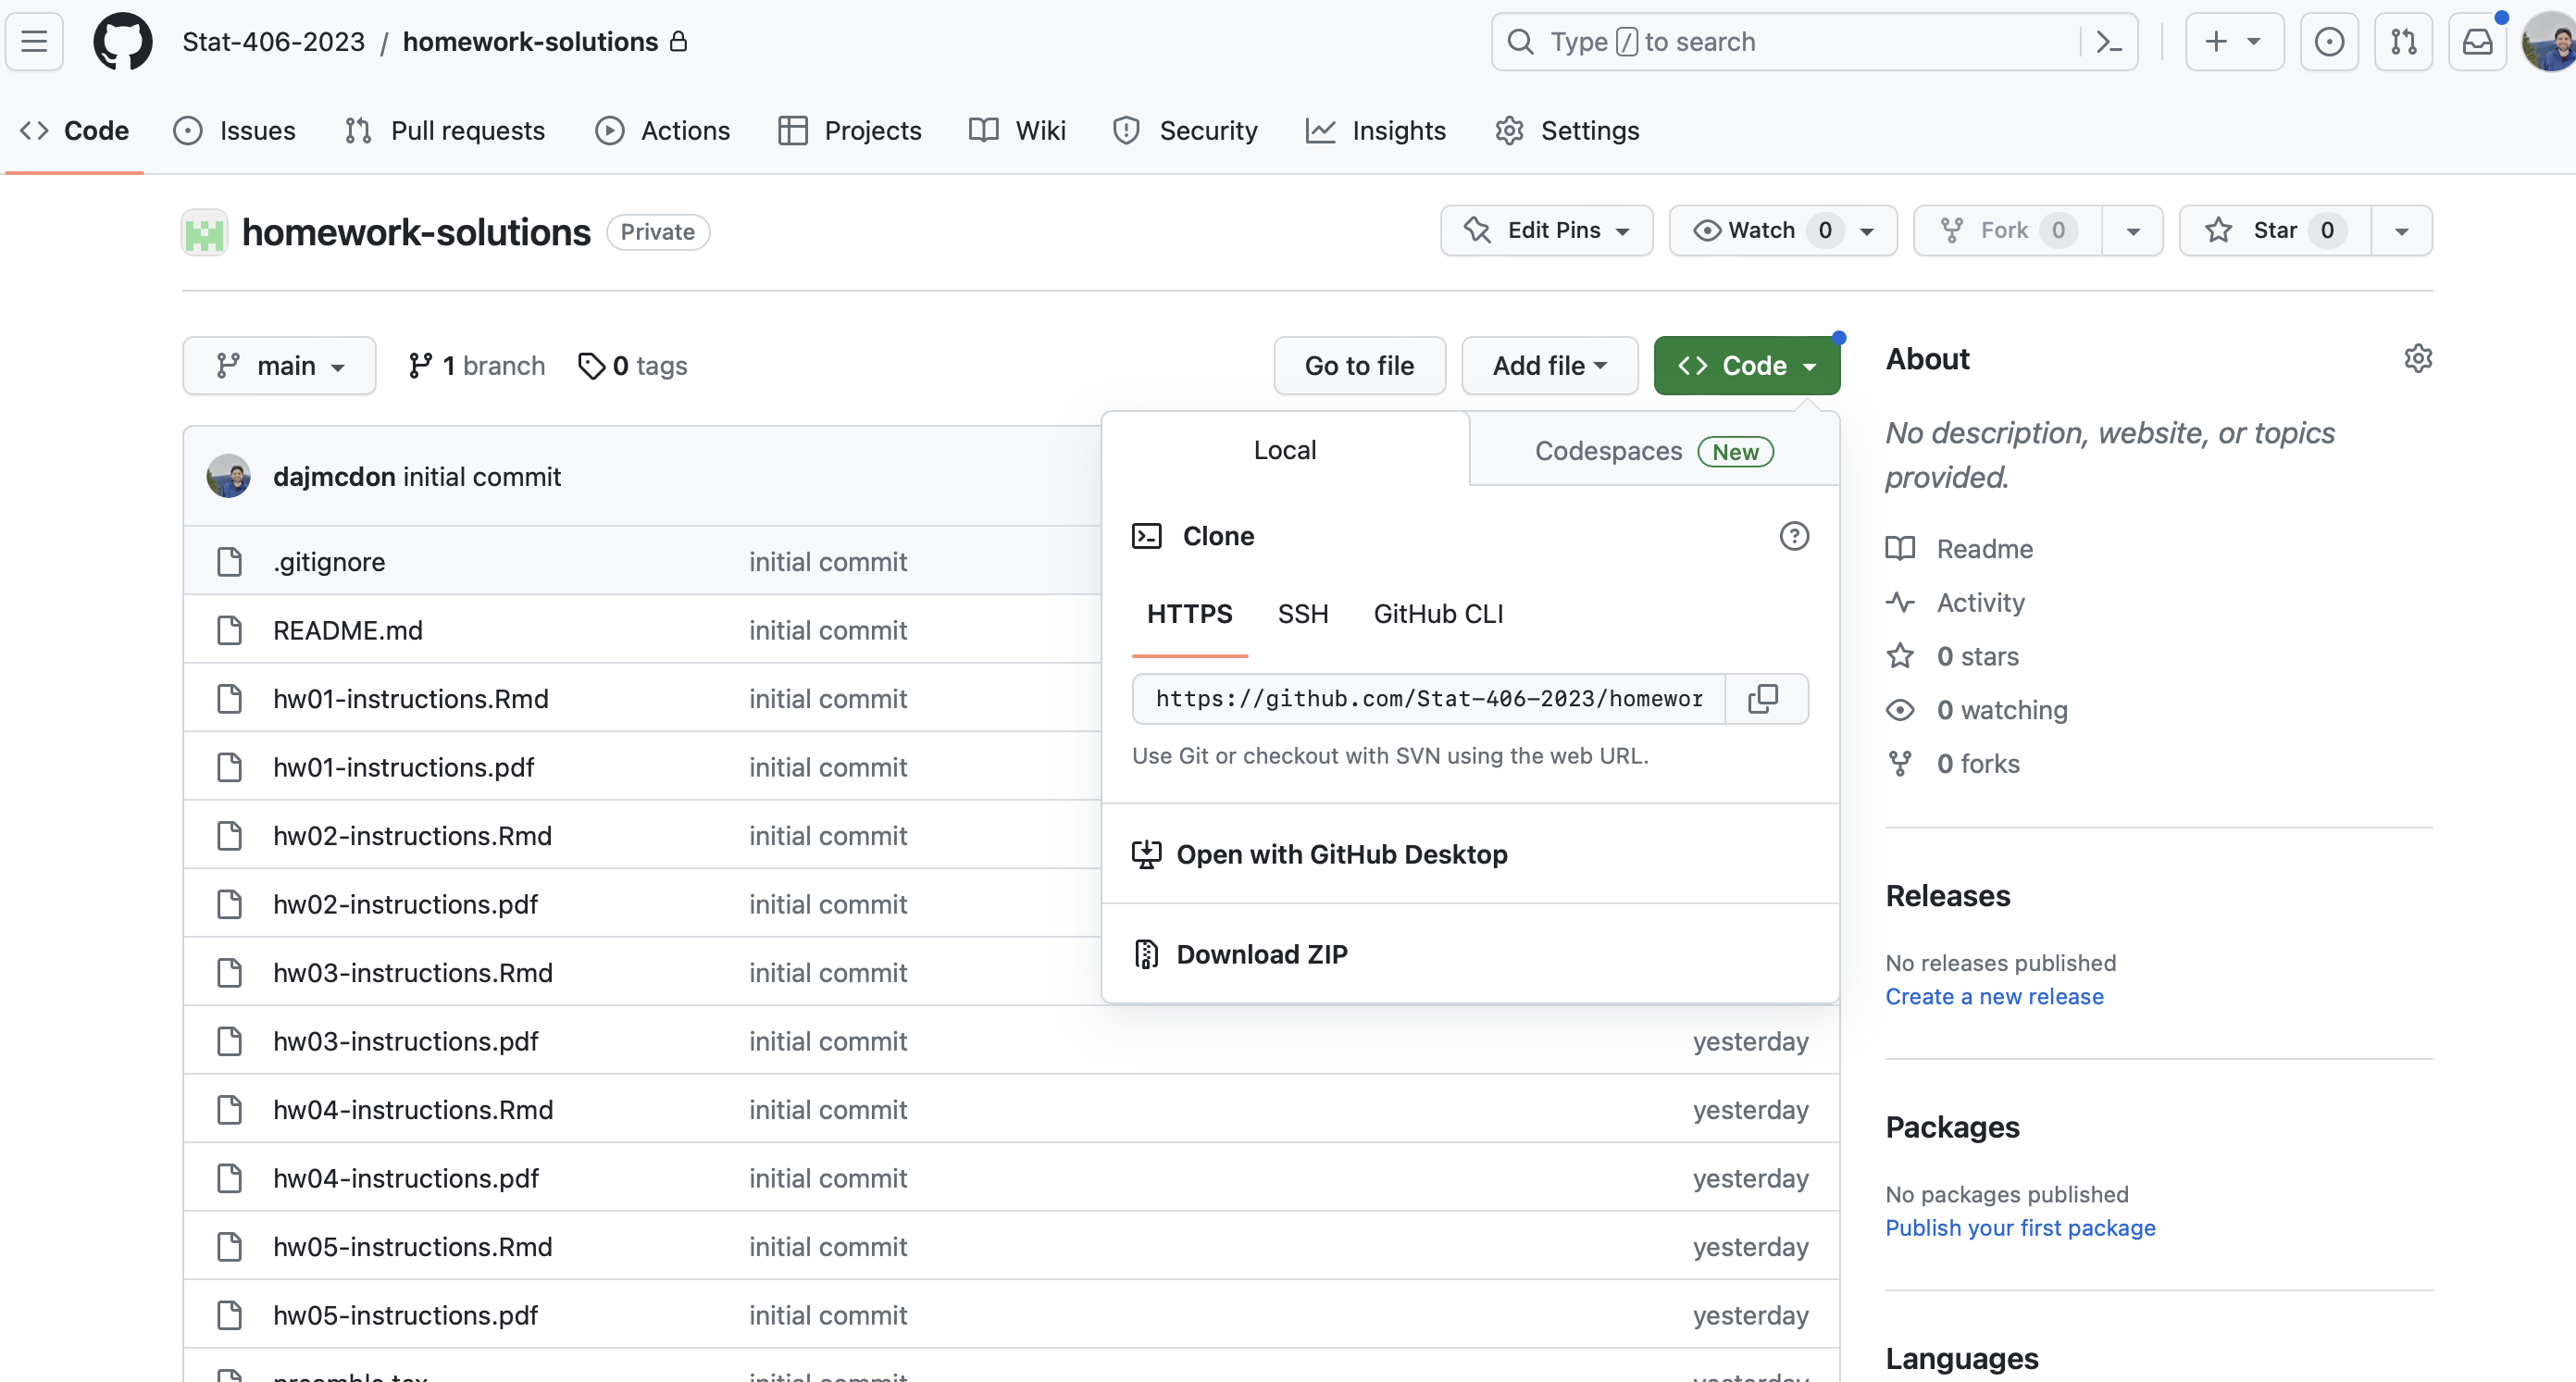 Stat-406-2023 / homework-solutions
Type / to search
Code Issues Pull requests Actions Projects Wiki Security Insights Settings
homework-solutions Private
Edit Pins Watch 0 Fork 0 Star 0
main 1 branch 0 tags
Go to file Add file Code
About
No description, website, or topics
provided.
Readme
Activity
0 stars
0 watching
0 forks
Releases
No releases published
Create a new release
Packages
No packages published
Publish your first package
Languages
Local Codespaces New
Clone
HTTPS SSH GitHub CLI
https://github.com/Stat-406-2023/homewor
Use Git or checkout with SVN using the web URL.
Open with GitHub Desktop
Download ZIP
dajmcdon initial commit
.gitignore initial commit
README.md initial commit
hw01-instructions.Rmd initial commit
hw01-instructions.pdf initial commit
hw02-instructions.Rmd initial commit
hw02-instructions.pdf initial commit
hw03-instructions.Rmd initial commit
hw03-instructions.pdf initial commit yesterday
hw04-instructions.Rmd initial commit yesterday
hw04-instructions.pdf initial commit yesterday
hw05-instructions.Rmd initial commit yesterday
hw05-instructions.pdf initial commit yesterday
preamble.tex initial commit yesterday